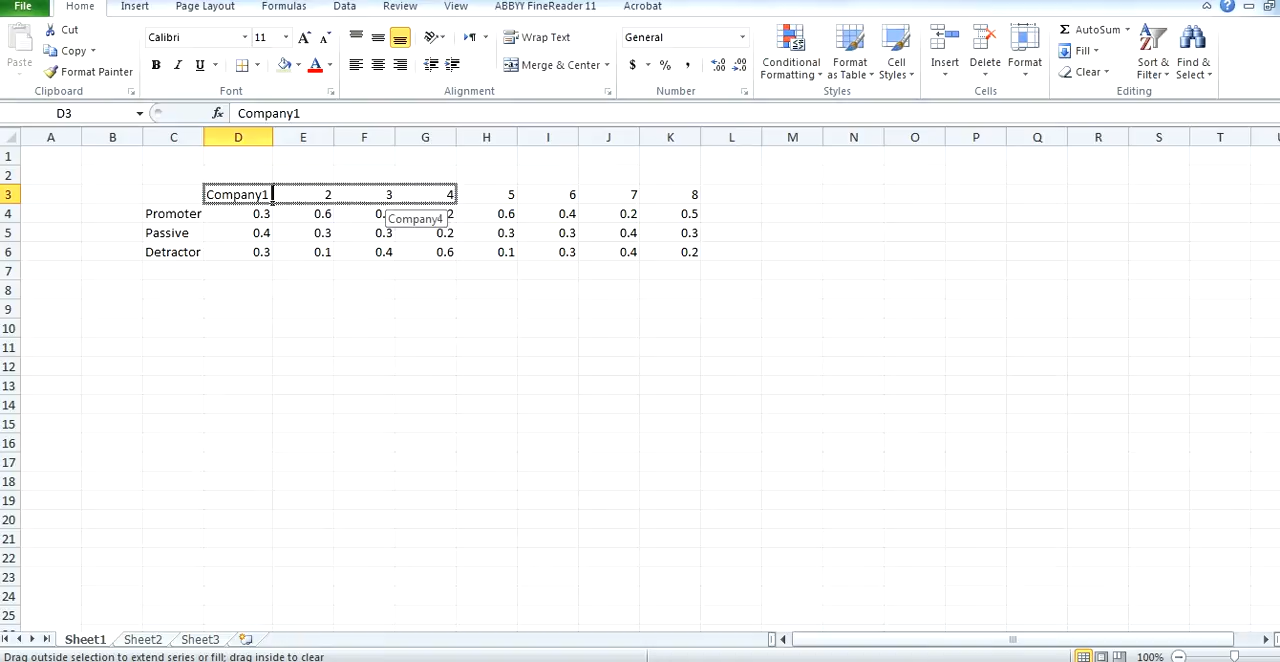 File Home Insert Page Layout Formulas Data Review View ABBYY FineReader 11 Acrobat
Paste Cut Copy Format Painter
Clipboard
Calibri 11
B I U
Font
Wrap Text
Merge & Center
Alignment
General
$ % ,
Number
Conditional Formatting Format as Table Cell Styles
Styles
Insert Delete Format
Cells
Σ AutoSum
Fill
Clear
Sort & Filter Find & Select
Editing
D3 fx Company1
A B C D E F G H I J K L M N O P Q R S T
1
2
3 Company1 2 3 4 5 6 7 8
4 Promoter 0.3 0.6 0. 2 0.6 0.4 0.2 0.5
Company4
5 Passive 0.4 0.3 0.3 0.2 0.3 0.3 0.4 0.3
6 Detractor 0.3 0.1 0.4 0.6 0.1 0.3 0.4 0.2
7
8
9
10
11
12
13
14
15
16
17
18
19
20
21
22
23
24
25
Sheet1 Sheet2 Sheet3
Drag outside selection to extend series or fill; drag inside to clear 100%